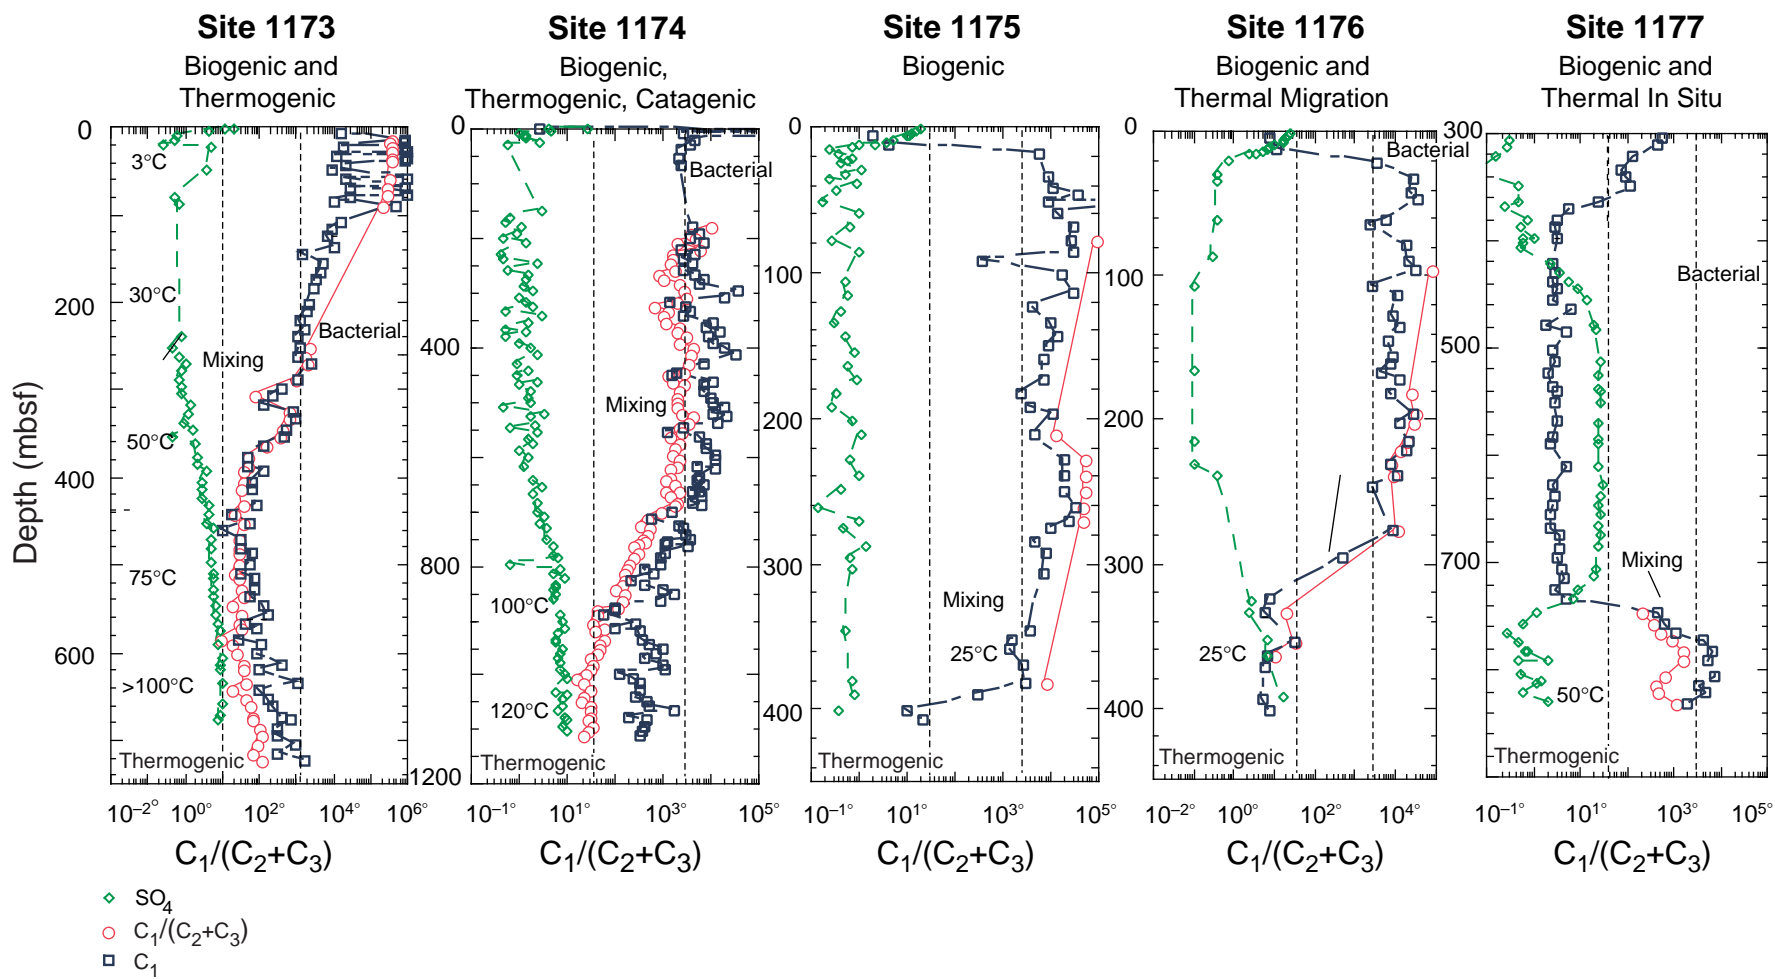 Site 1173
Biogenic and
Thermogenic
Site 1174
Biogenic,
Thermogenic, Catagenic
Site 1175
Biogenic
Site 1176
Biogenic and
Thermal Migration
Site 1177
Biogenic and
Thermal In Situ
Depth (mbsf)
0
200
400
600
3°C
30°C
50°C
75°C
>100°C
Mixing
Bacterial
Thermogenic
10⁻²° 10⁰° 10²° 10⁴° 10⁶°
C₁/(C₂+C₃)
0
400
800
1200
Bacterial
Mixing
100°C
120°C
10⁻¹° 10¹° 10³° 10⁵°
C₁/(C₂+C₃)
0
100
200
300
400
Mixing
25°C
Thermogenic
10⁻¹° 10¹° 10³° 10⁵°
C₁/(C₂+C₃)
0
100
200
300
400
Bacterial
25°C
Thermogenic
10⁻²° 10⁰° 10²° 10⁴°
C₁/(C₂+C₃)
300
500
700
Bacterial
Mixing
50°C
Thermogenic
10⁻¹° 10¹° 10³° 10⁵°
C₁/(C₂+C₃)
SO₄
C₁/(C₂+C₃)
C₁